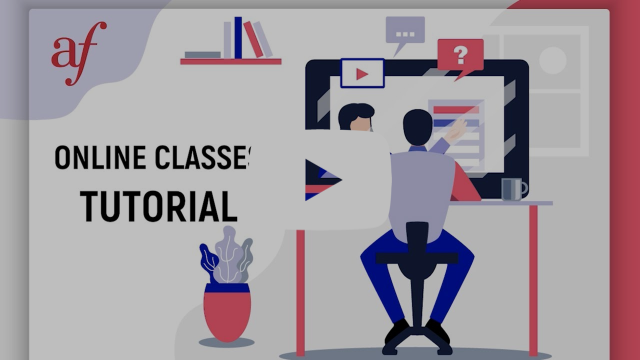 af
ONLINE CLASSES
TUTORIAL
...
?